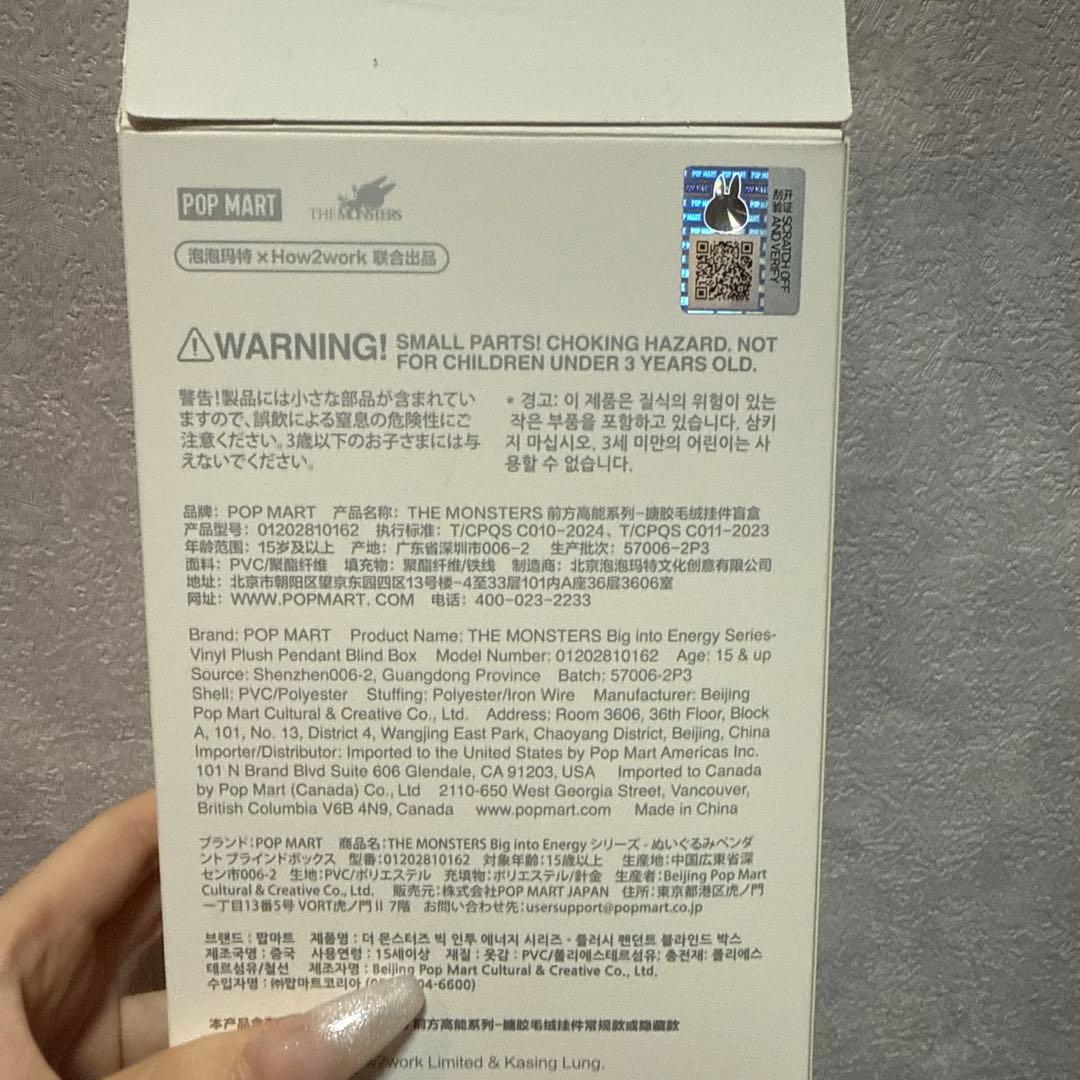 POP MART THE MONSTERS
泡泡玛特×How2work 联合出品
POP MART
刮开验证 SCRATCH OFF AND VERIFY
WARNING! SMALL PARTS! CHOKING HAZARD. NOT
FOR CHILDREN UNDER 3 YEARS OLD.
警告!製品には小さな部品が含まれてい
ますので、誤飲による窒息の危険性にご
注意ください。3歳以下のお子さまには与
えないでください。
* 경고: 이 제품은 질식의 위험이 있는
작은 부품을 포함하고 있습니다. 삼키
지 마십시오. 3세 미만의 어린이는 사
용할 수 없습니다.
品牌: POP MART 产品名称: THE MONSTERS 前方高能系列-搪胶毛绒挂件盲盒
产品型号: 01202810162 执行标准: T/CPQS C010-2024、T/CPQS C011-2023
年龄范围: 15岁及以上 产地: 广东省深圳市006-2 生产批次: 57006-2P3
面料: PVC/聚酯纤维 填充物: 聚酯纤维/铁线 制造商: 北京泡泡玛特文化创意有限公司
地址: 北京市朝阳区望京东园四区13号楼-4至33层101内A座36层3606室
网址: WWW.POPMART.COM 电话: 400-023-2233
Brand: POP MART Product Name: THE MONSTERS Big into Energy Series-
Vinyl Plush Pendant Blind Box Model Number: 01202810162 Age: 15 & up
Source: Shenzhen006-2, Guangdong Province Batch: 57006-2P3
Shell: PVC/Polyester Stuffing: Polyester/Iron Wire Manufacturer: Beijing
Pop Mart Cultural & Creative Co., Ltd. Address: Room 3606, 36th Floor, Block
A, 101, No. 13, District 4, Wangjing East Park, Chaoyang District, Beijing, China
Importer/Distributor: Imported to the United States by Pop Mart Americas Inc.
101 N Brand Blvd Suite 606 Glendale, CA 91203, USA Imported to Canada
by Pop Mart (Canada) Co., Ltd 2110-650 West Georgia Street, Vancouver,
British Columbia V6B 4N9, Canada www.popmart.com Made in China
ブランド:POP MART 商品名:THE MONSTERS Big into Energy シリーズ - ぬいぐるみペンダ
ント ブラインドボックス 型番:01202810162 対象年齢:15歳以上 生産地:中国広東省深
セン市006-2 生地:PVC/ポリエステル 充填物:ポリエステル/針金 生産者:Beijing Pop Mart
Cultural & Creative Co., Ltd. 販売元:株式会社POP MART JAPAN 住所:東京都港区虎ノ門
一丁目13番5号 VORT虎ノ門 II 7階 お問い合わせ先:usersupport@popmart.co.jp
브랜드 : 팝마트 제품명 : 더 몬스터즈 빅 인투 에너지 시리즈 - 플러시 펜던트 블라인드 박스
제조국명 : 중국 사용연령 : 15세이상 재질 : 겉감 : PVC/폴리에스테르섬유; 충전재: 폴리에스
테르섬유/철선 제조자명 : Beijing Pop Mart Cultural & Creative Co., Ltd.
수입자명 : ㈜팝마트코리아 04-6600)
本产品 前方高能系列-搪胶毛绒挂件常规款或隐藏款
Limited & Kasing Lung.